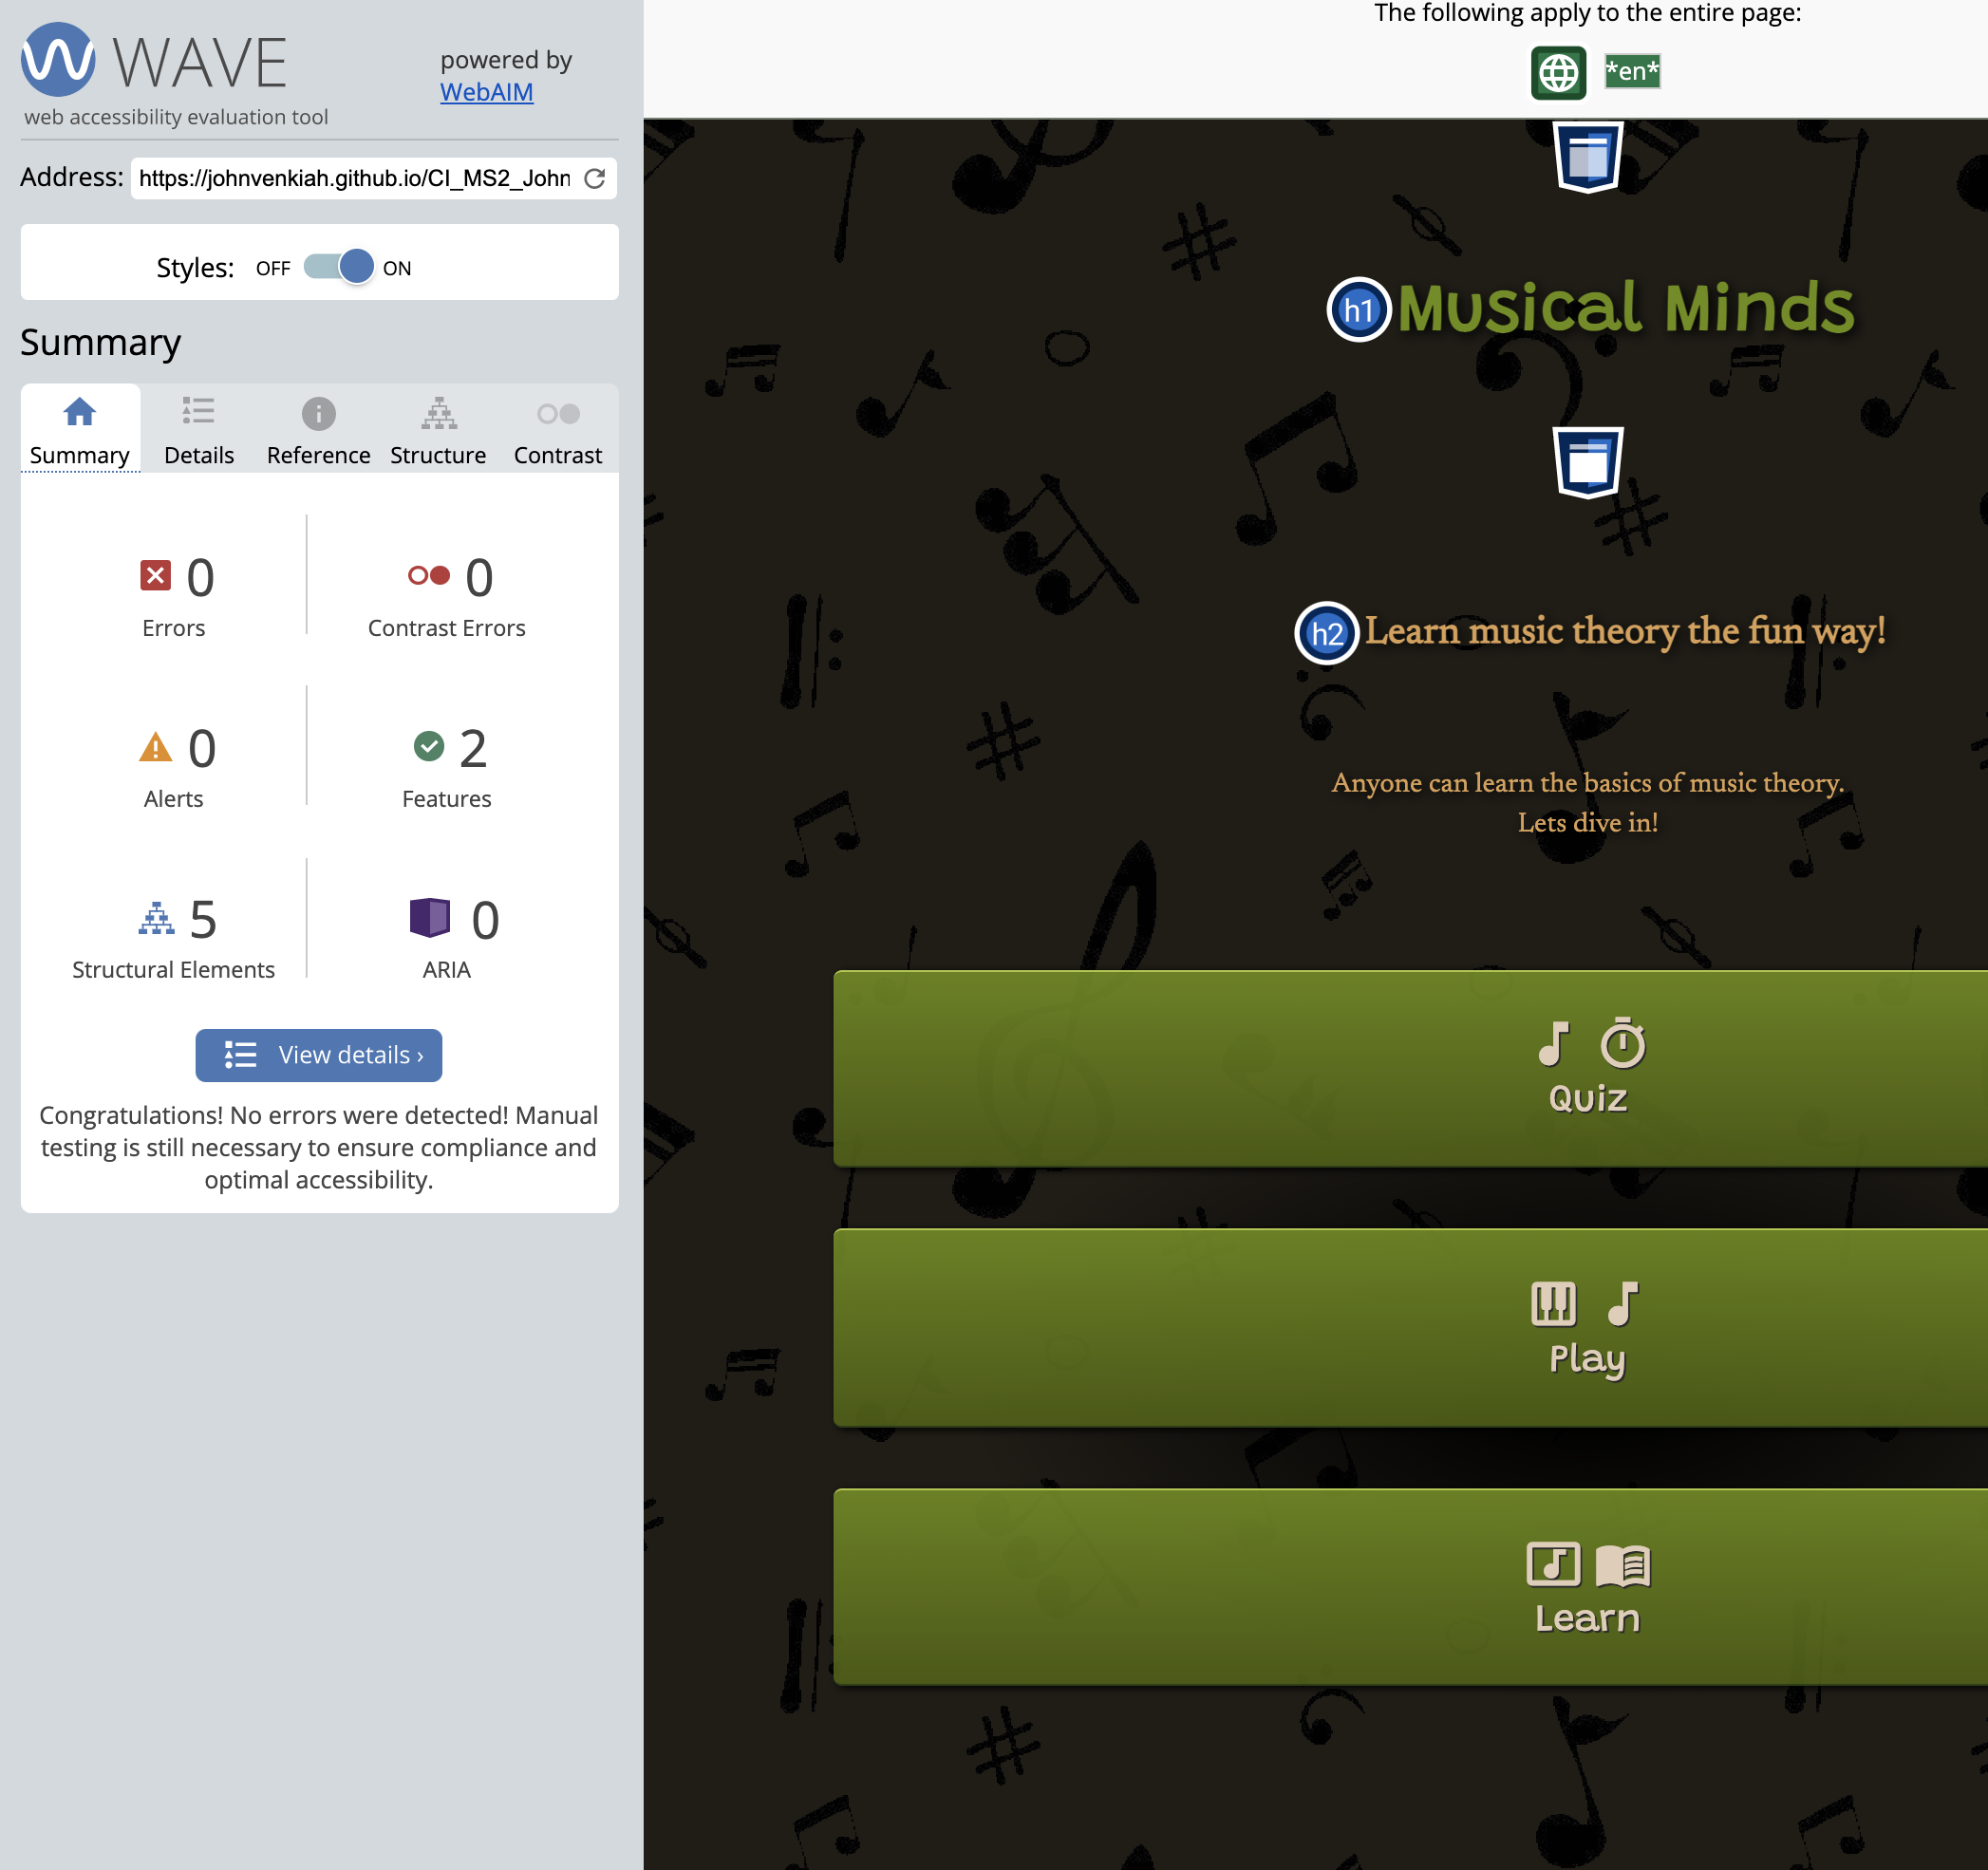 WAVE
powered by
WebAIM
web accessibility evaluation tool
Address: https://johnvenkiah.github.io/CI_MS2_John
Styles: OFF ON
Summary
Summary Details Reference Structure Contrast
0 Errors
0 Contrast Errors
0 Alerts
2 Features
5 Structural Elements
0 ARIA
View details ›
Congratulations! No errors were detected! Manual
testing is still necessary to ensure compliance and
optimal accessibility.
The following apply to the entire page:
*en*
h1 Musical Minds
h2 Learn music theory the fun way!
Anyone can learn the basics of music theory.
Lets dive in!
Quiz
Play
Learn